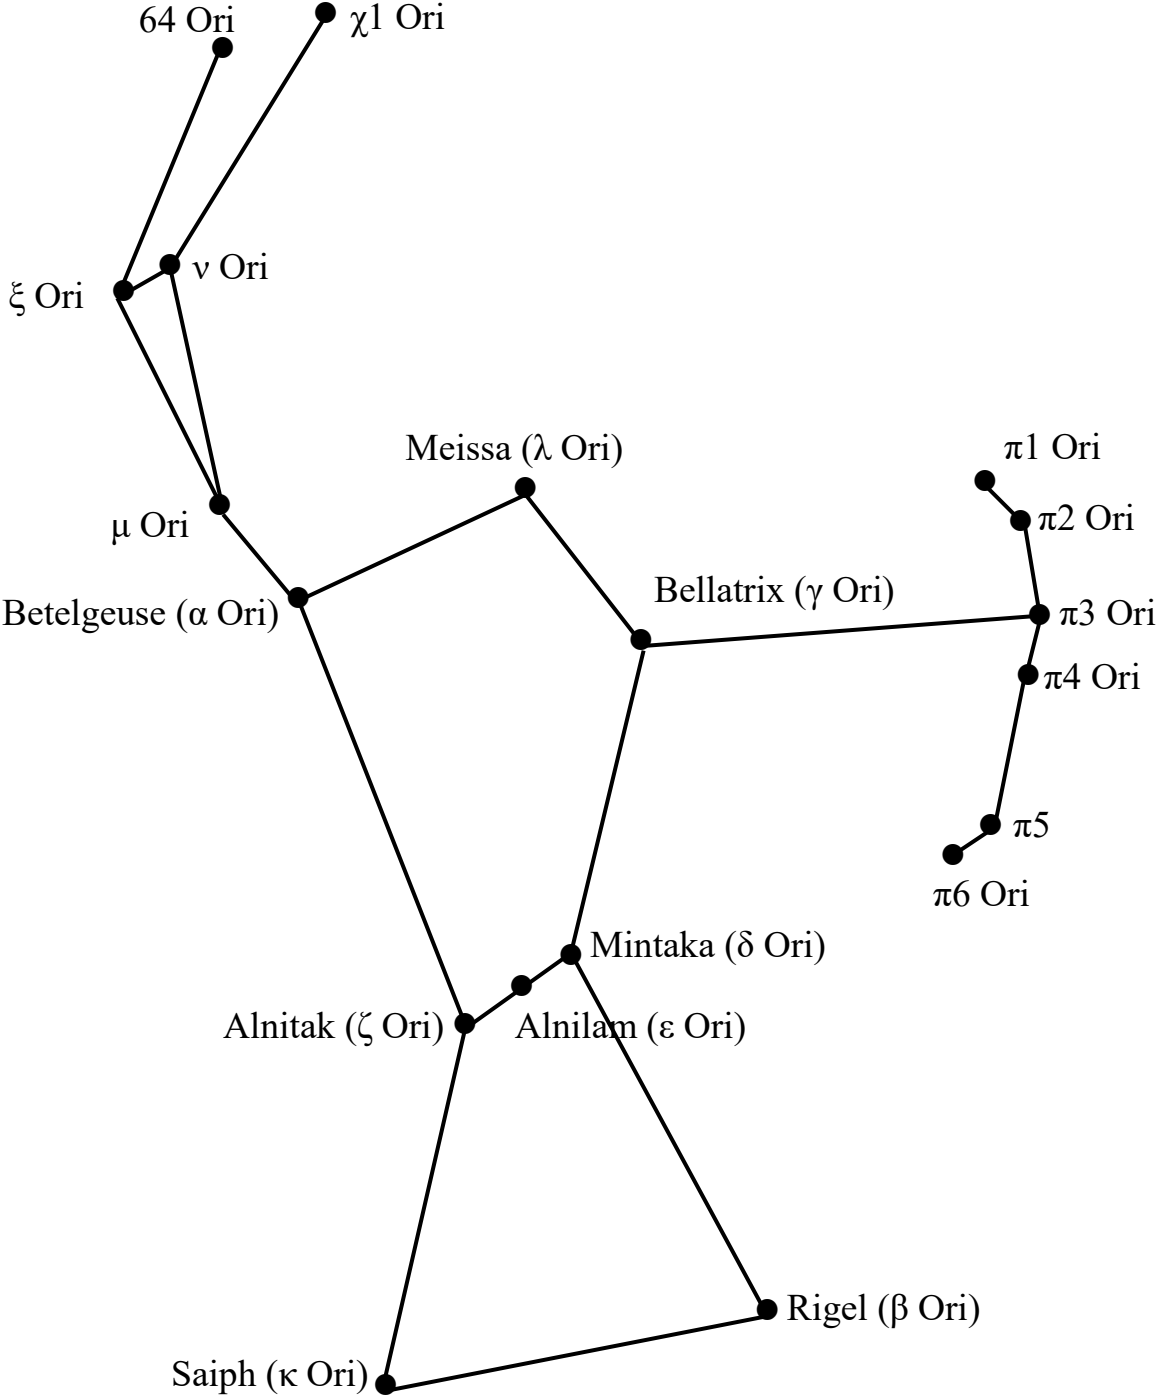 64 Ori
χ1 Ori
ν Ori
ξ Ori
Meissa (λ Ori)
π1 Ori
π2 Ori
μ Ori
Bellatrix (γ Ori)
Betelgeuse (α Ori)
π3 Ori
π4 Ori
π5
π6 Ori
Mintaka (δ Ori)
Alnitak (ζ Ori)
Alnilam (ε Ori)
Rigel (β Ori)
Saiph (κ Ori)